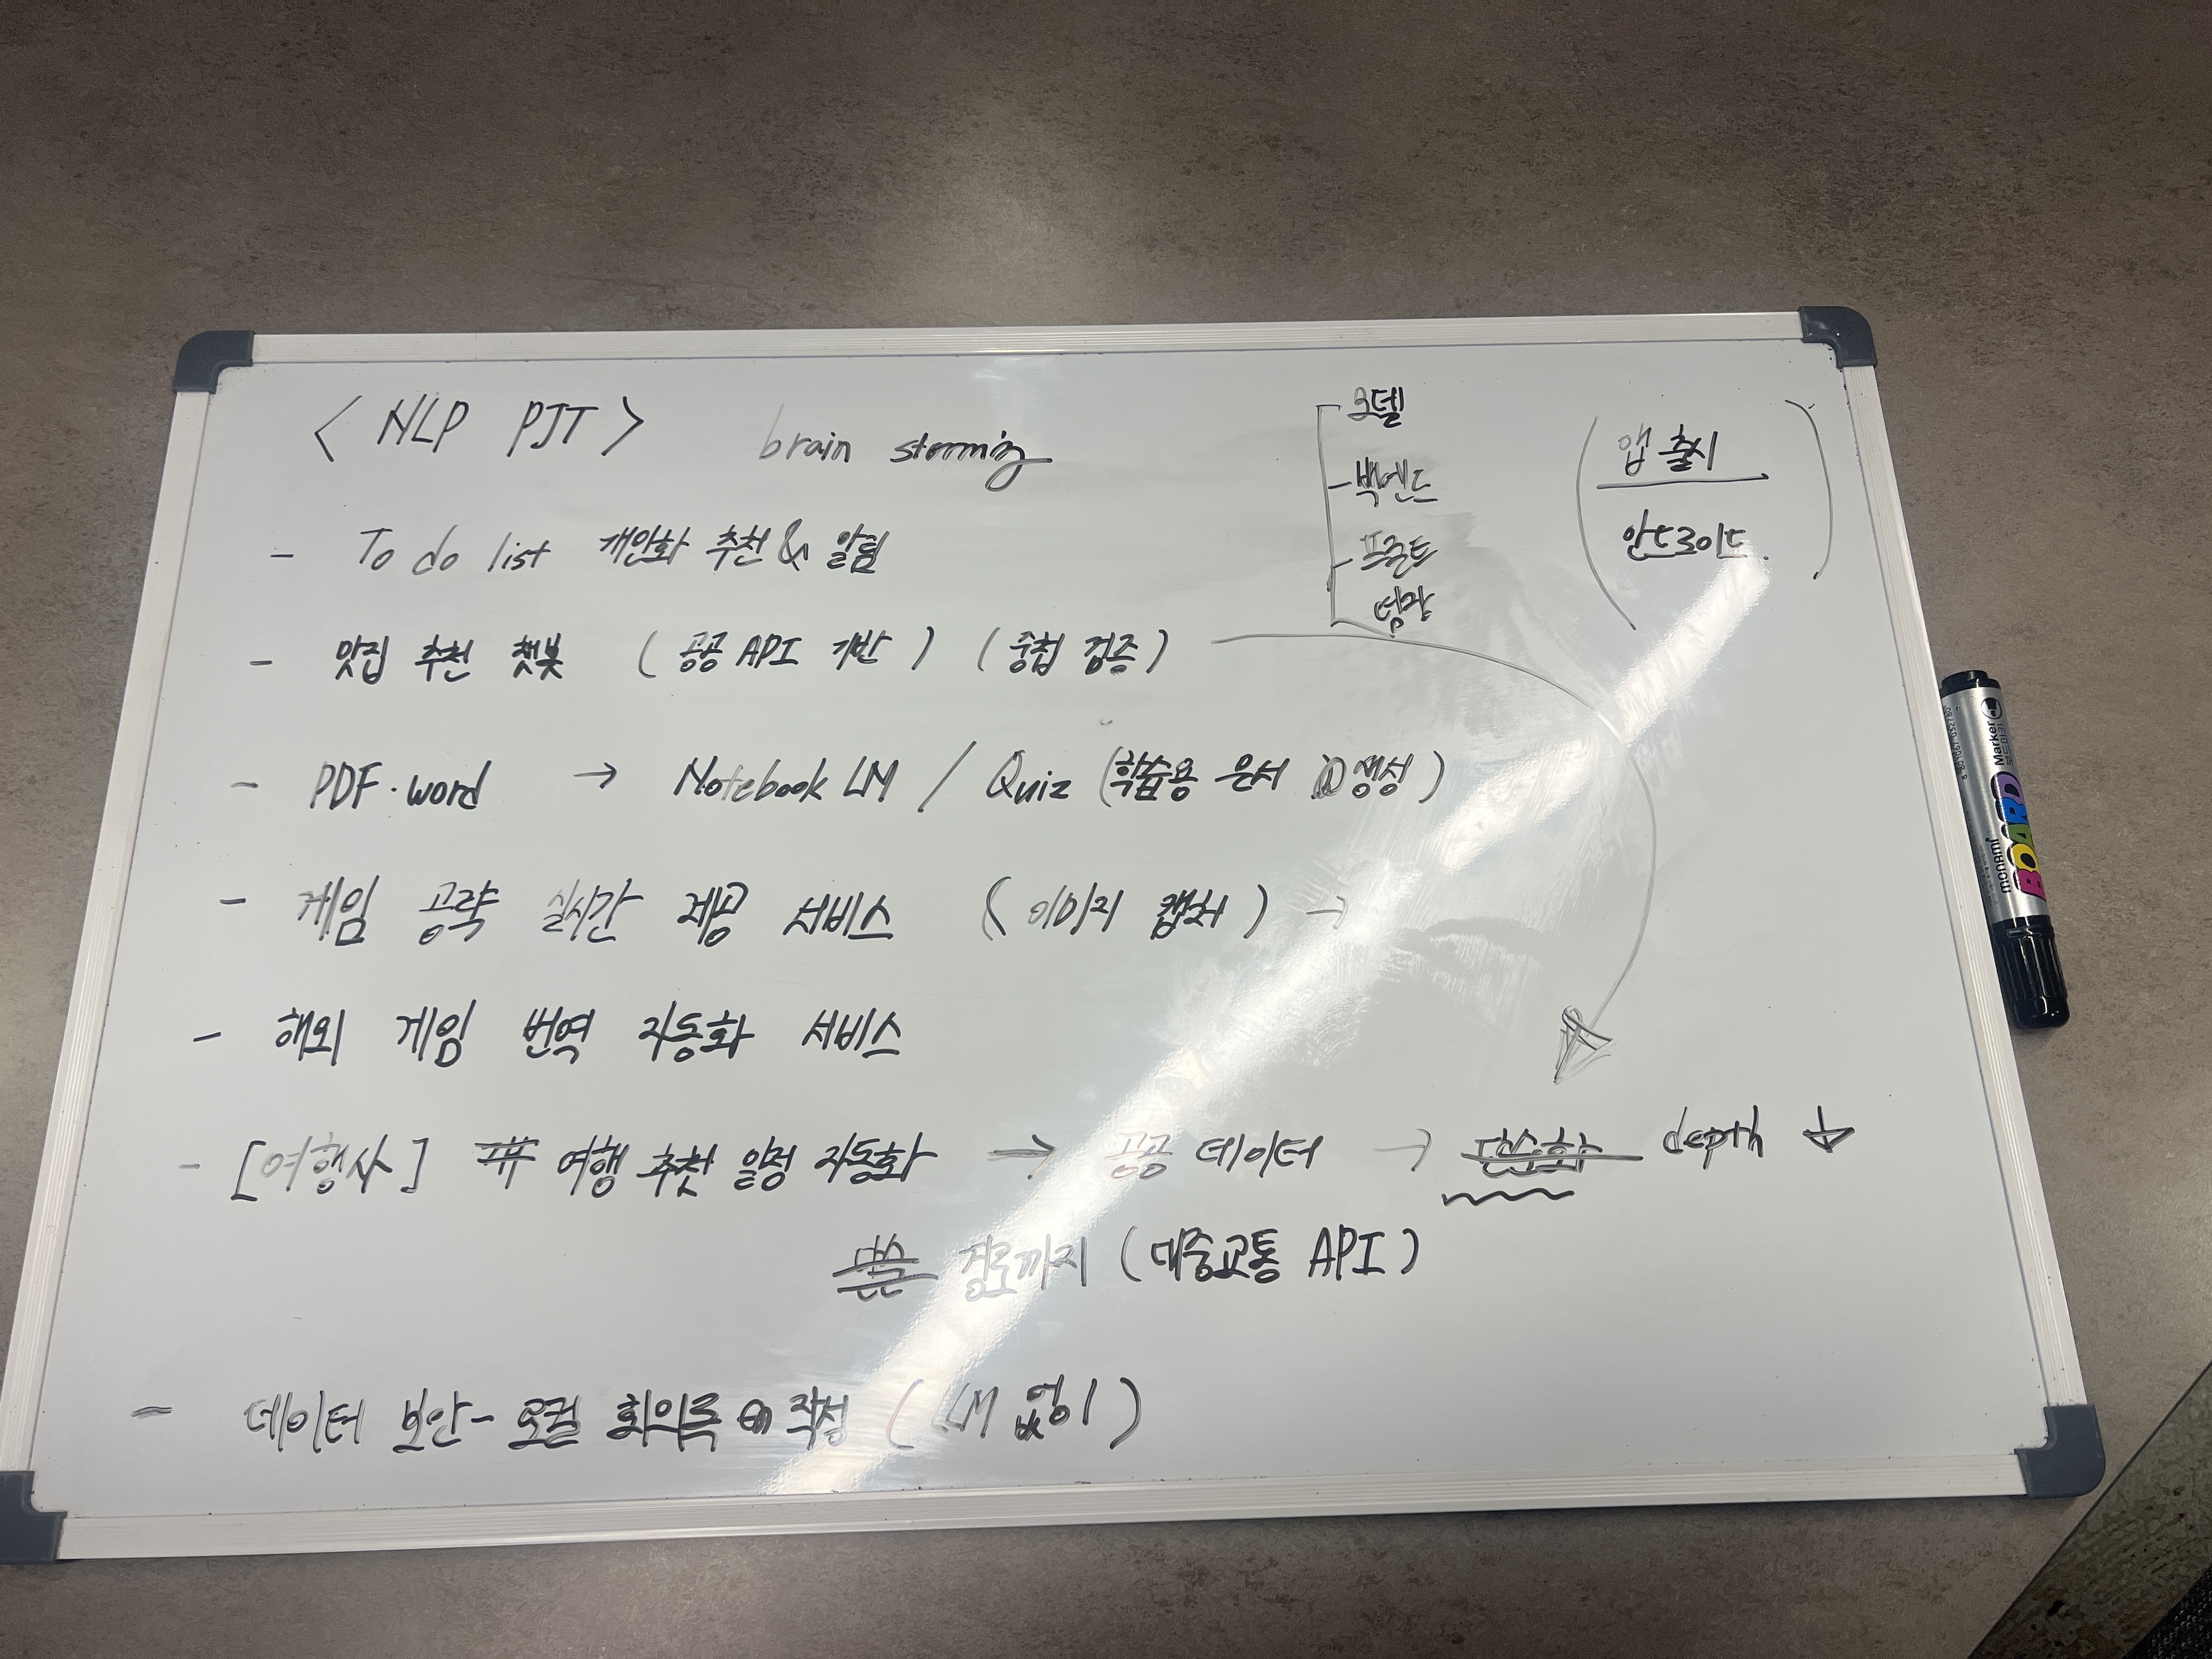 < NLP PJT > brain storming
모델
백엔드
프론트
앱 출시
안드로이드.
- To do list 개인화 추천 & 알림
- 맛집 추천 챗봇 ( 공공 API 기반 ) ( 중첩 검증 )
- PDF · word → Notebook LM / Quiz (학습용 문서 생성 )
- 게임 공략 실시간 제공 서비스 ( 이미지 캡처 ) →
- 해외 게임 번역 자동화 서비스
- [여행사] 여행 추천 일정 자동화 → 공공 데이터 → 단순화 depth ↓
경로까지 ( 대중교통 API )
- 데이터 보안 - 로컬 회의록 작성 ( LM 없이 )
monami BOARD Marker 보드마카